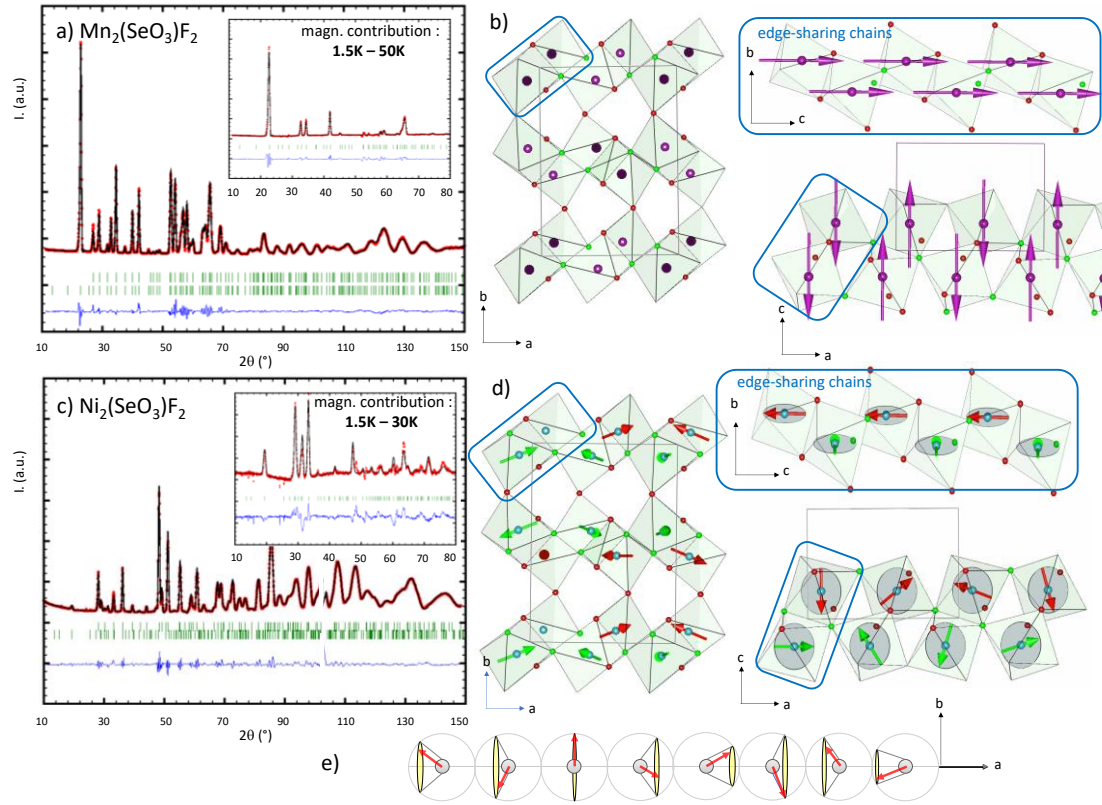 a) Mn₂(SeO₃)F₂
magn. contribution :
1.5K – 50K
10 20 30 40 50 60 70 80
I. (a.u.)
10 30 50 70 90 110 130 150
2θ (°)
b)
b
a
edge-sharing chains
b
c
c
a
c) Ni₂(SeO₃)F₂
magn. contribution :
1.5K – 30K
10 20 30 40 50 60 70 80
I. (a.u.)
10 30 50 70 90 110 130 150
2θ (°)
d)
b
a
edge-sharing chains
b
c
c
a
e)
b
a